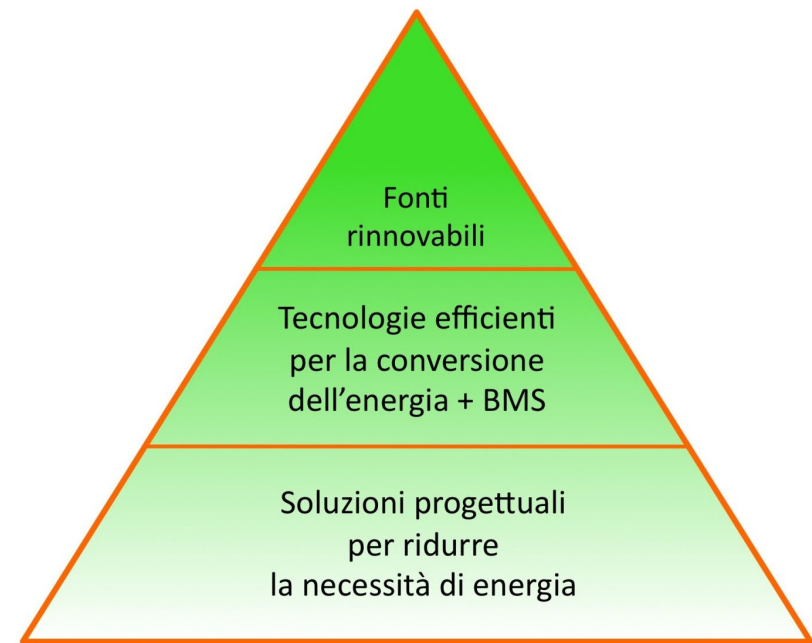 Fonti
rinnovabili
Tecnologie efficienti
per la conversione
dell’energia + BMS
Soluzioni progettuali
per ridurre
la necessità di energia